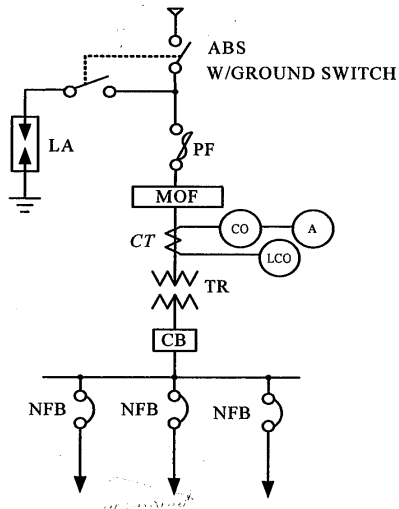 ABS
W/GROUND SWITCH
LA
PF
MOF
CT
CO
A
LCO
TR
CB
NFB
NFB
NFB